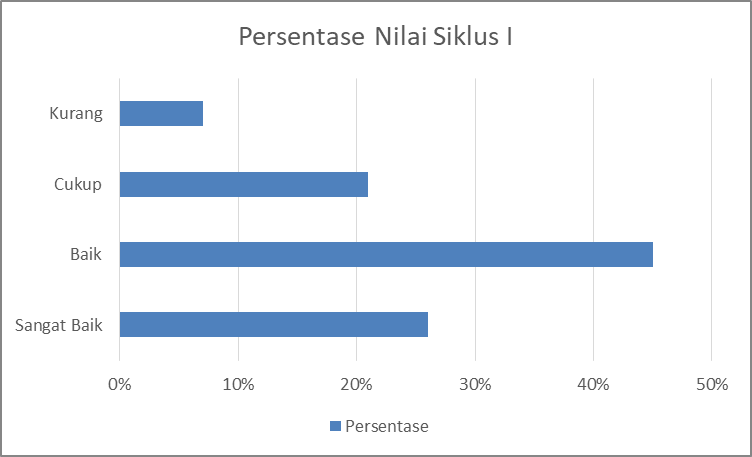 Persentase Nilai Siklus I
Kurang
Cukup
Baik
Sangat Baik
0% 10% 20% 30% 40% 50%
Persentase